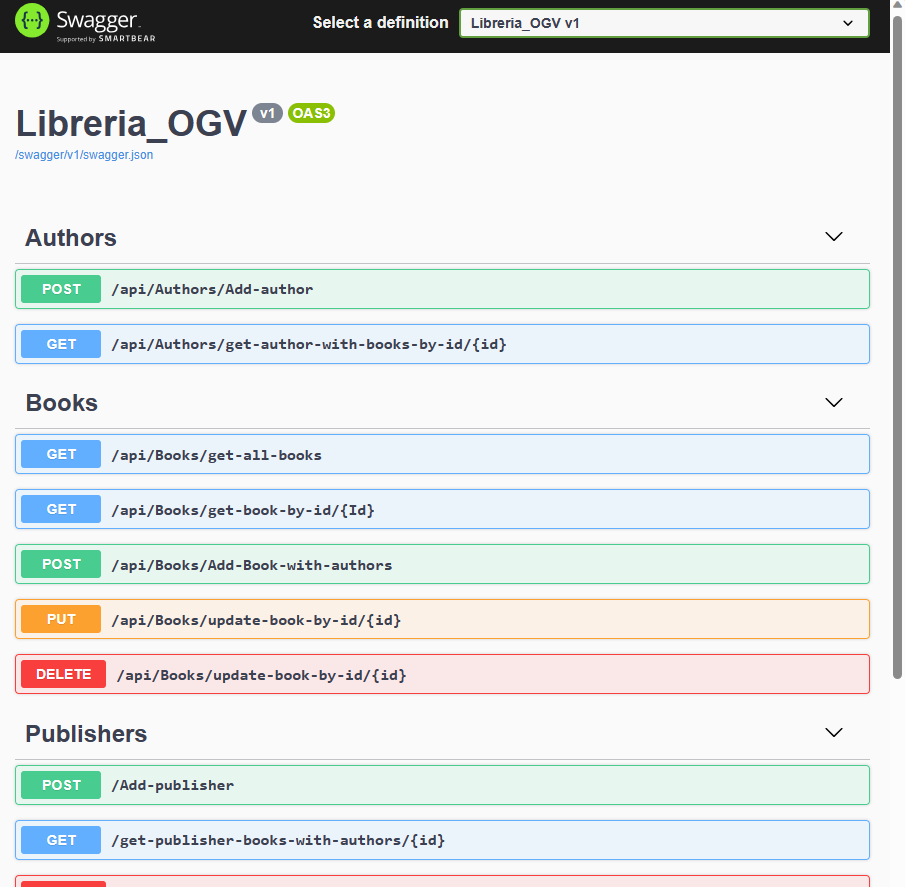 {··} Swagger.
Supported by SMARTBEAR
Select a definition
Libreria_OGV v1
Libreria_OGV v1 OAS3
/swagger/v1/swagger.json
Authors
POST /api/Authors/Add-author
GET /api/Authors/get-author-with-books-by-id/{id}
Books
GET /api/Books/get-all-books
GET /api/Books/get-book-by-id/{Id}
POST /api/Books/Add-Book-with-authors
PUT /api/Books/update-book-by-id/{id}
DELETE /api/Books/update-book-by-id/{id}
Publishers
POST /Add-publisher
GET /get-publisher-books-with-authors/{id}